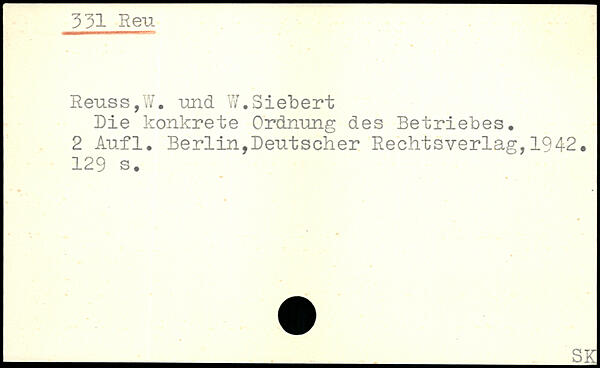 331 Reu
Reuss,W. und W.Siebert
Die konkrete Ordnung des Betriebes.
2 Aufl. Berlin,Deutscher Rechtsverlag,1942.
129 s.
SK